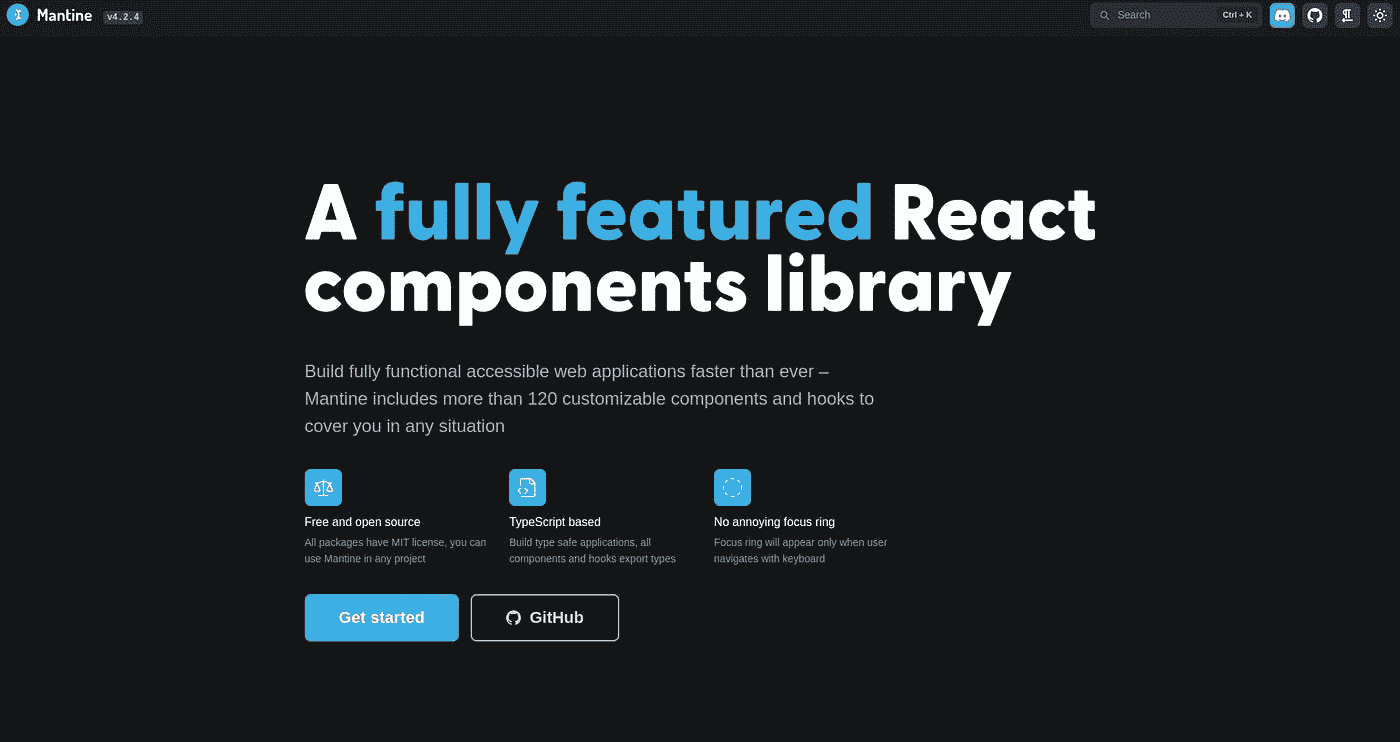 Mantine v4.2.4
Search Ctrl + K
A fully featured React
components library
Build fully functional accessible web applications faster than ever –
Mantine includes more than 120 customizable components and hooks to
cover you in any situation
Free and open source
All packages have MIT license, you can
use Mantine in any project
TypeScript based
Build type safe applications, all
components and hooks export types
No annoying focus ring
Focus ring will appear only when user
navigates with keyboard
Get started
GitHub